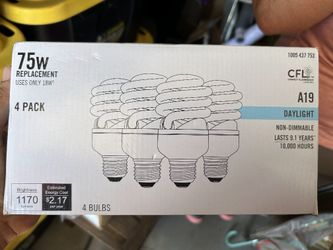 75w
REPLACEMENT
USES ONLY 18W*
4 PACK
1005 437 753
CFL
A19
DAYLIGHT
NON-DIMMABLE
LASTS 9.1 YEARS*
10,000 HOURS
Brightness
1170
Estimated
Energy Cost
$2.17
per year
4 BULBS